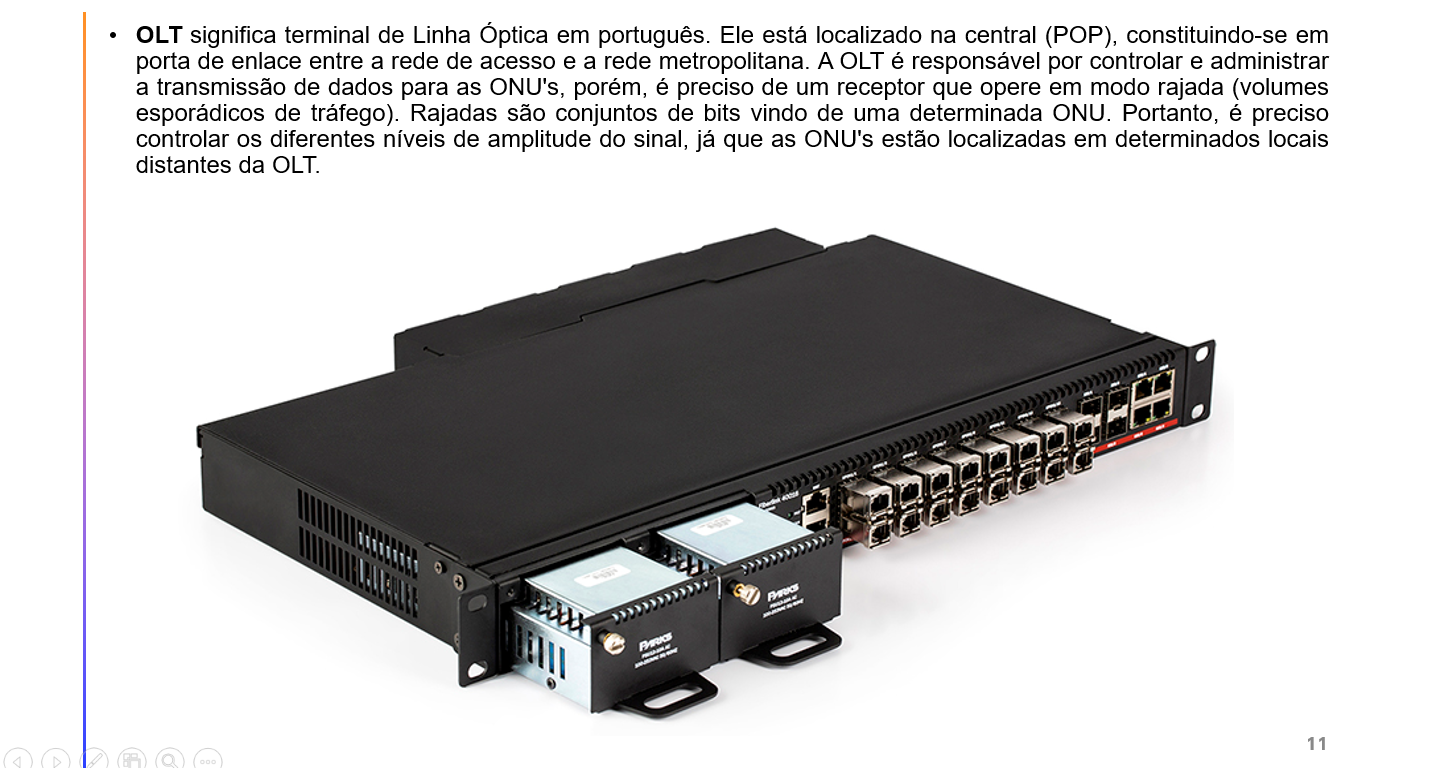 • OLT significa terminal de Linha Óptica em português. Ele está localizado na central (POP), constituindo-se em
porta de enlace entre a rede de acesso e a rede metropolitana. A OLT é responsável por controlar e administrar
a transmissão de dados para as ONU's, porém, é preciso de um receptor que opere em modo rajada (volumes
esporádicos de tráfego). Rajadas são conjuntos de bits vindo de uma determinada ONU. Portanto, é preciso
controlar os diferentes níveis de amplitude do sinal, já que as ONU's estão localizadas em determinados locais
distantes da OLT.
Fiberlink
PARKS
PARKS
11